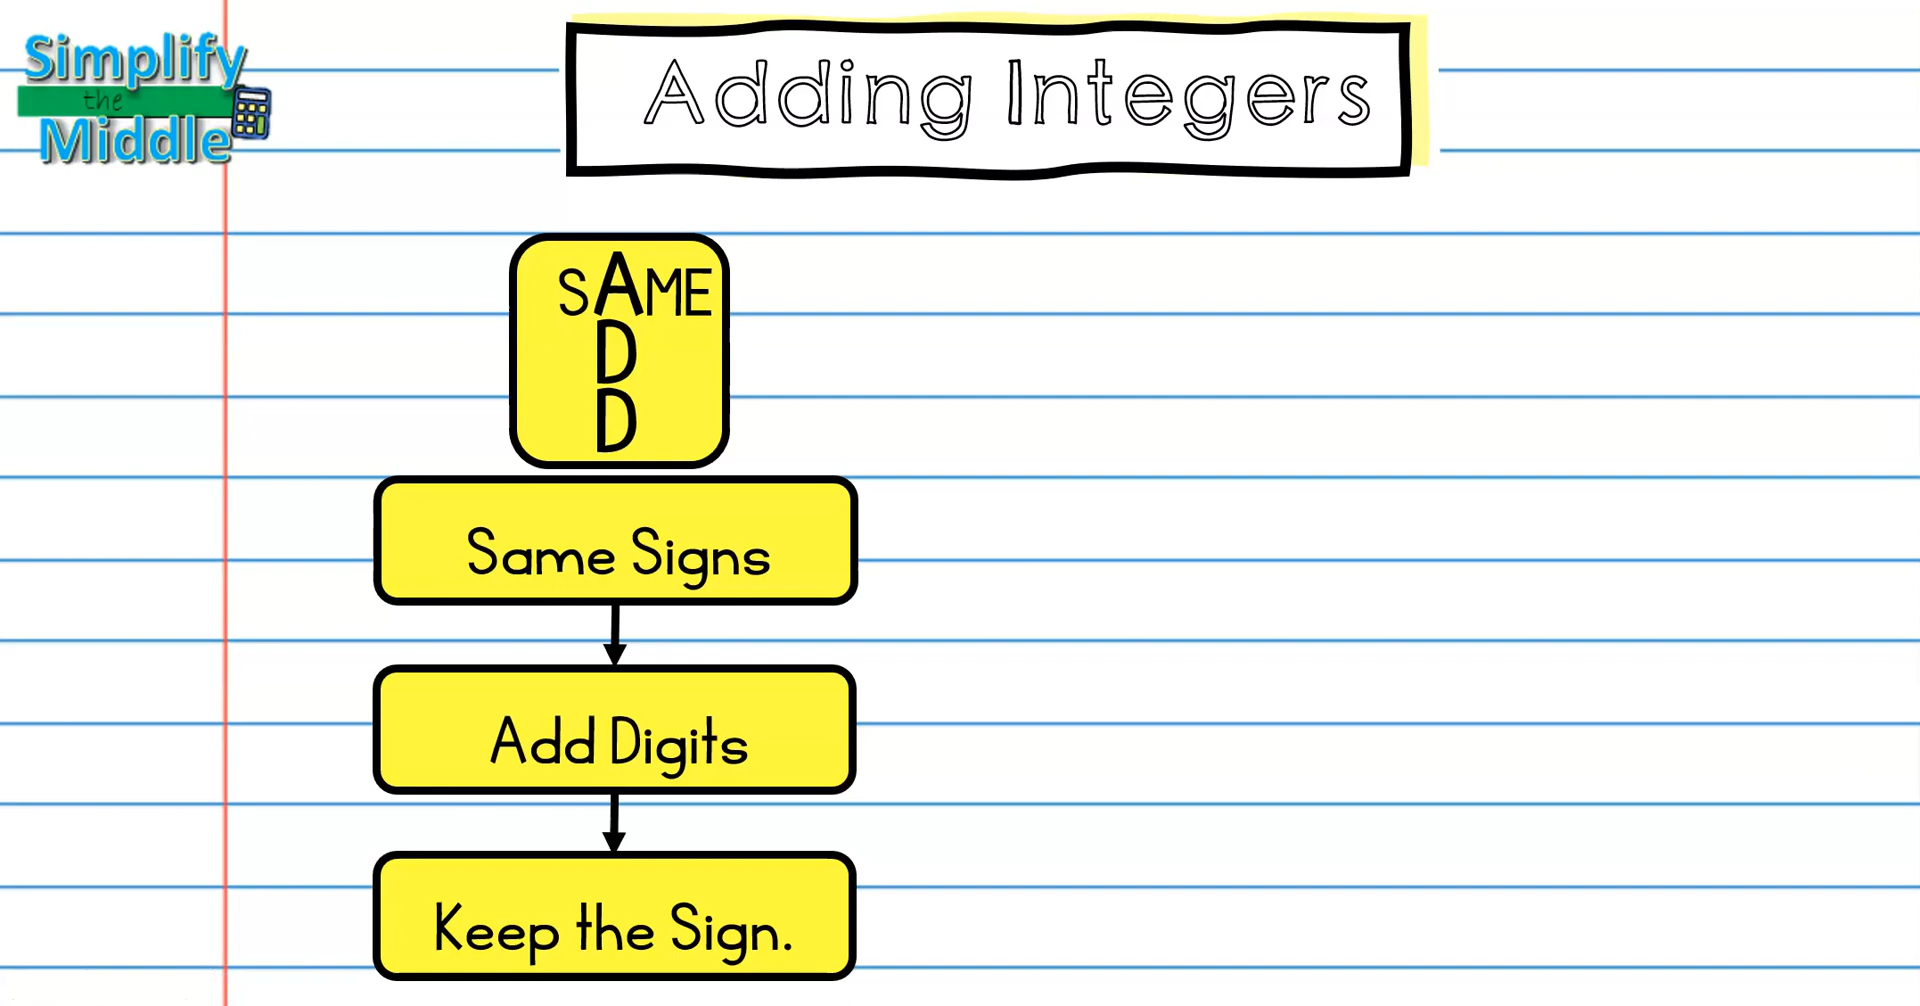 Simplify
the
Middle
Adding Integers
SAME
D
D
Same Signs
Add Digits
Keep the Sign.